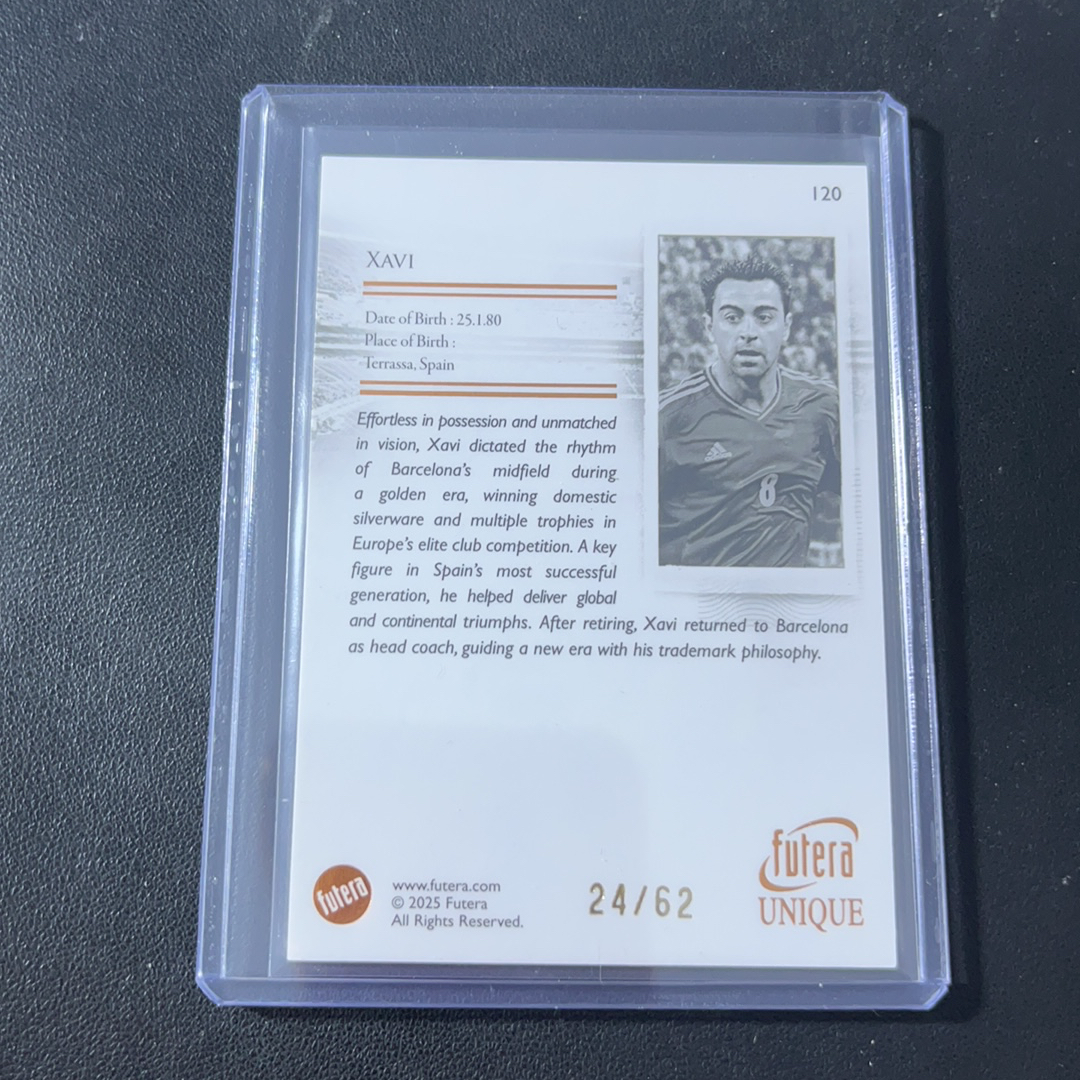 120
XAVI
Date of Birth : 25.1.80
Place of Birth :
Terrassa, Spain
Effortless in possession and unmatched
in vision, Xavi dictated the rhythm
of Barcelona's midfield during
a golden era, winning domestic
silverware and multiple trophies in
Europe's elite club competition. A key
figure in Spain's most successful
generation, he helped deliver global
and continental triumphs. After retiring, Xavi returned to Barcelona
as head coach, guiding a new era with his trademark philosophy.
8
futera
www.futera.com
© 2025 Futera
All Rights Reserved.
24/62
futera
UNIQUE